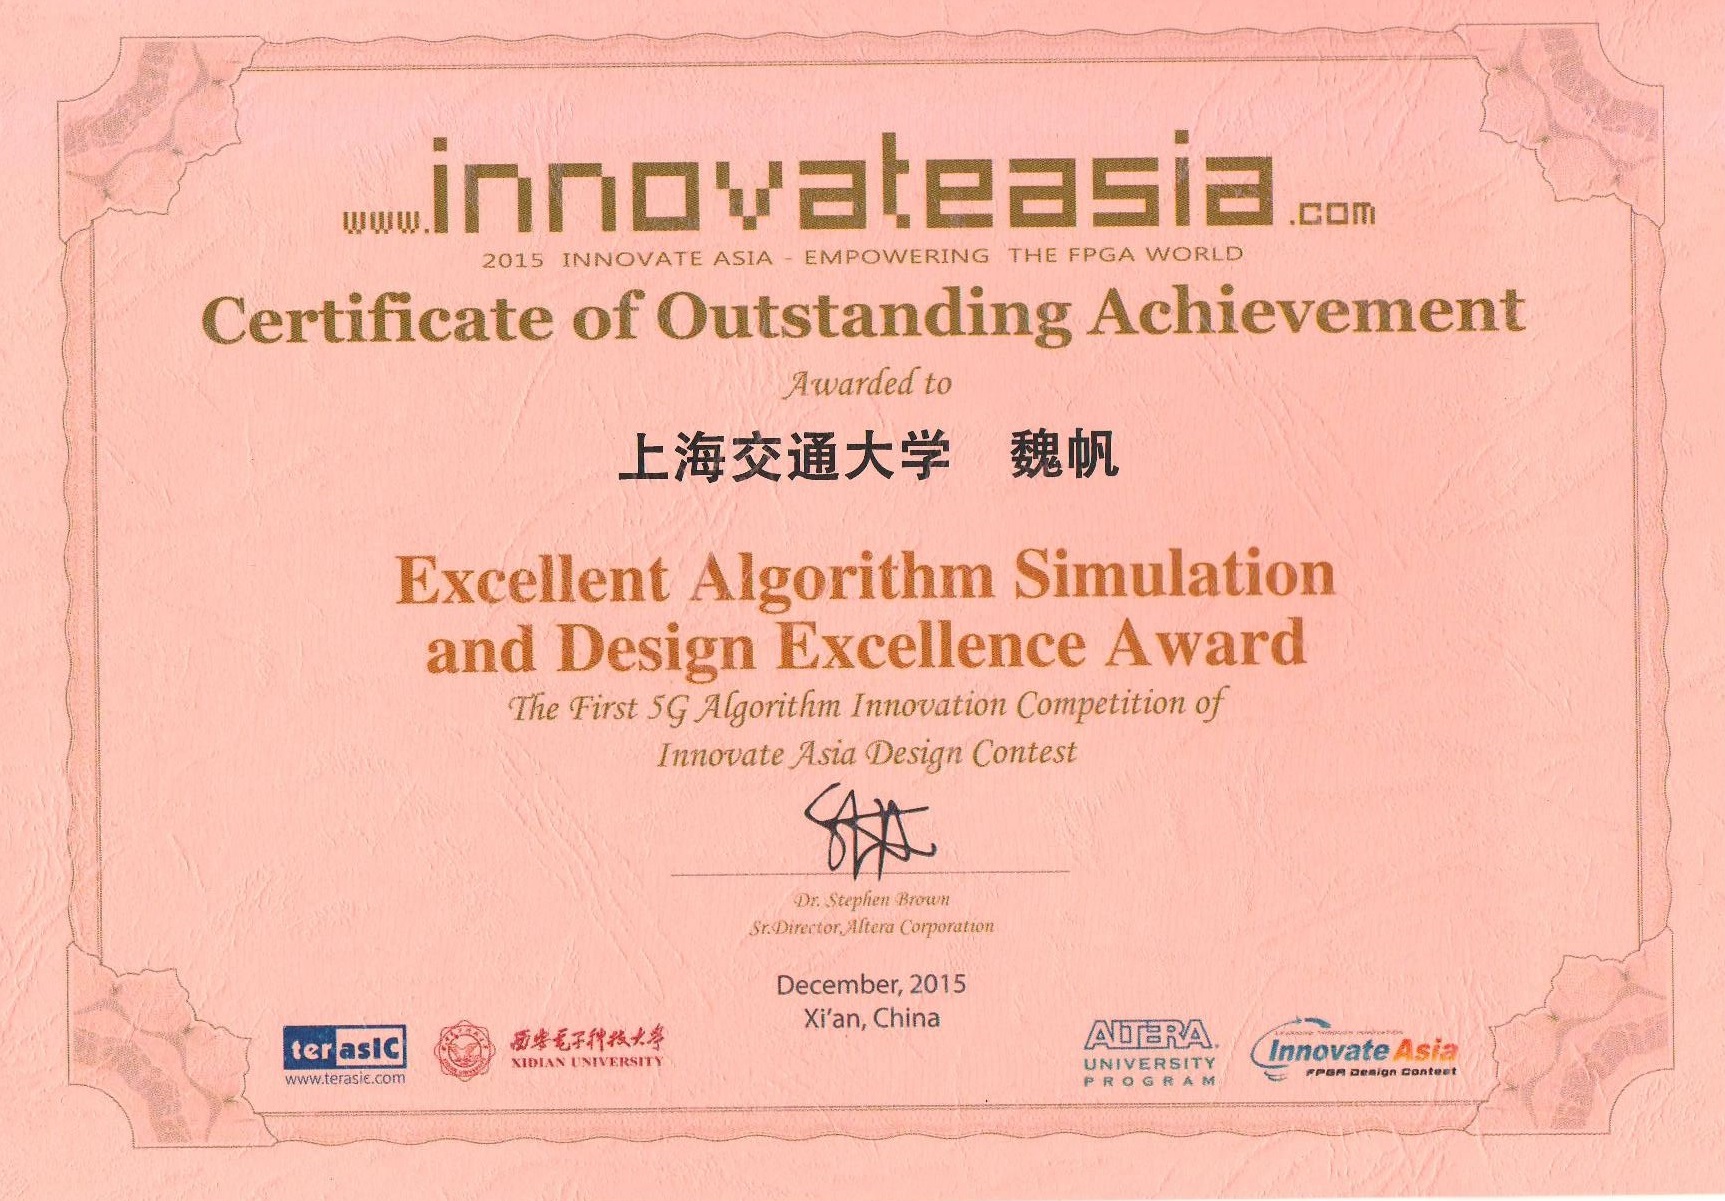 www.innovateasia.com
2015 INNOVATE ASIA - EMPOWERING THE FPGA WORLD
Certificate of Outstanding Achievement
Awarded to
上海交通大学 魏帆
Excellent Algorithm Simulation
and Design Excellence Award
The First 5G Algorithm Innovation Competition of
Innovate Asia Design Contest
Dr. Stephen Brown
Sr.Director,Altera Corporation
December, 2015
Xi'an, China
terasIC
www.terasic.com
西安电子科技大学
XIDIAN UNIVERSITY
ALTERA.
UNIVERSITY
PROGRAM
Innovate Asia
FPGA Design Contest